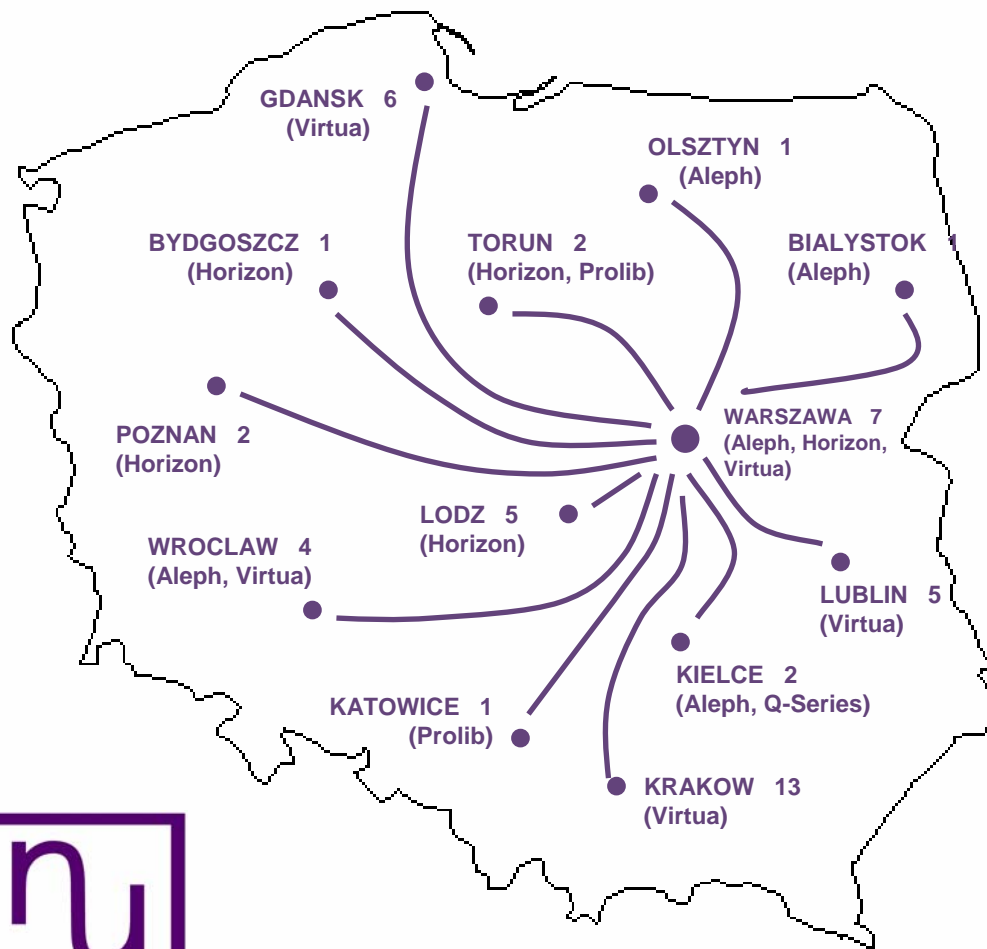 GDANSK 6
(Virtua)
OLSZTYN 1
(Aleph)
BYDGOSZCZ 1
(Horizon)
TORUN 2
(Horizon, Prolib)
BIALYSTOK 1
(Aleph)
POZNAN 2
(Horizon)
WARSZAWA 7
(Aleph, Horizon,
Virtua)
LODZ 5
(Horizon)
WROCLAW 4
(Aleph, Virtua)
LUBLIN 5
(Virtua)
KIELCE 2
(Aleph, Q-Series)
KATOWICE 1
(Prolib)
KRAKOW 13
(Virtua)
nu